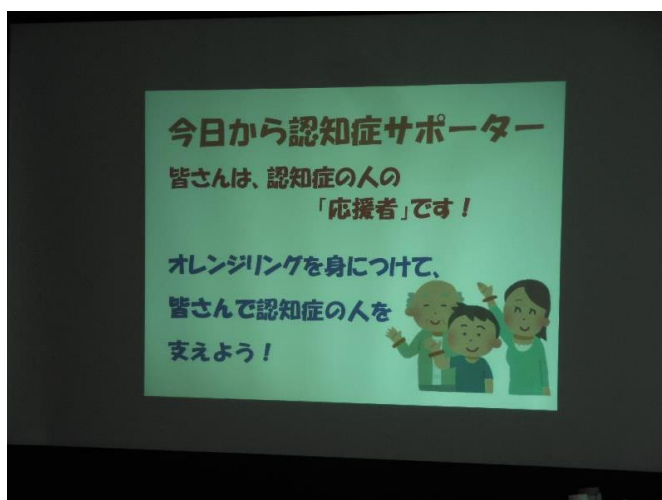 今日から認知症サポーター
皆さんは、認知症の人の
「応援者」です！
オレンジリングを身につけて、
皆さんで認知症の人を
支えよう！